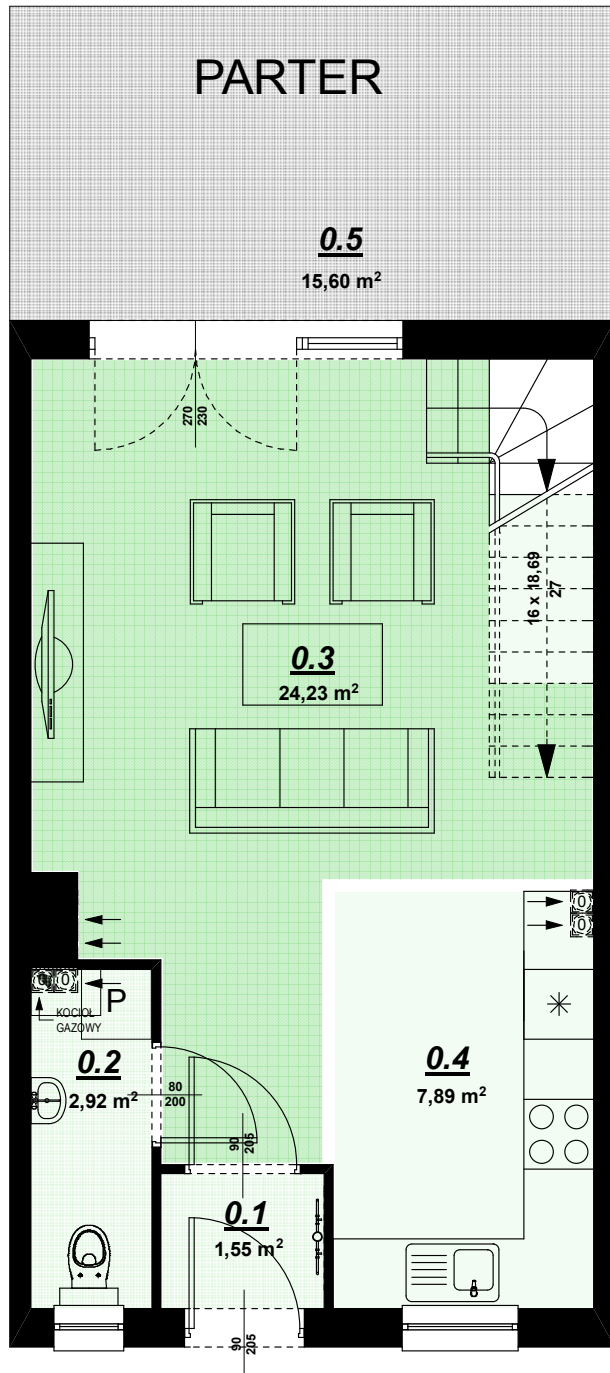 PARTER
0.5
15,60 m²
270
230
16 x 18,69
27
0.3
24,23 m²
P
KOCIOŁ
GAZOWY
0.2
2,92 m²
80
200
0.4
7,89 m²
90
205
0.1
1,55 m²
90
205